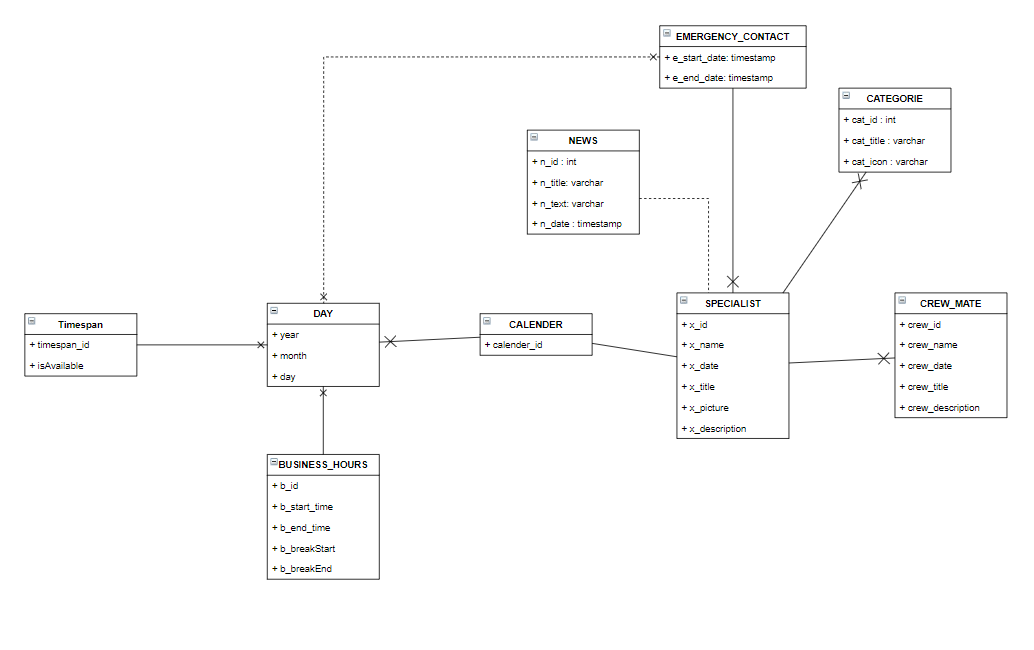 EMERGENCY_CONTACT
+ e_start_date: timestamp
+ e_end_date: timestamp
CATEGORIE
+ cat_id : int
+ cat_title : varchar
+ cat_icon : varchar
NEWS
+ n_id : int
+ n_title: varchar
+ n_text: varchar
+ n_date : timestamp
Timespan
+ timespan_id
+ isAvailable
DAY
+ year
+ month
+ day
CALENDER
+ calender_id
SPECIALIST
+ x_id
+ x_name
+ x_date
+ x_title
+ x_picture
+ x_description
CREW_MATE
+ crew_id
+ crew_name
+ crew_date
+ crew_title
+ crew_description
BUSINESS_HOURS
+ b_id
+ b_start_time
+ b_end_time
+ b_breakStart
+ b_breakEnd